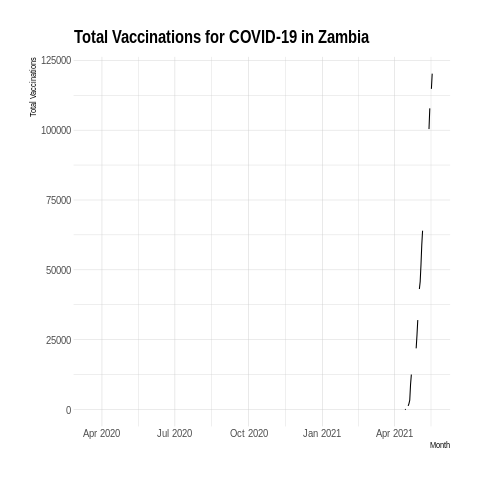 Total Vaccinations for COVID-19 in Zambia
Total Vaccinations
125000
100000
75000
50000
25000
0
Apr 2020 Jul 2020 Oct 2020 Jan 2021 Apr 2021
Month